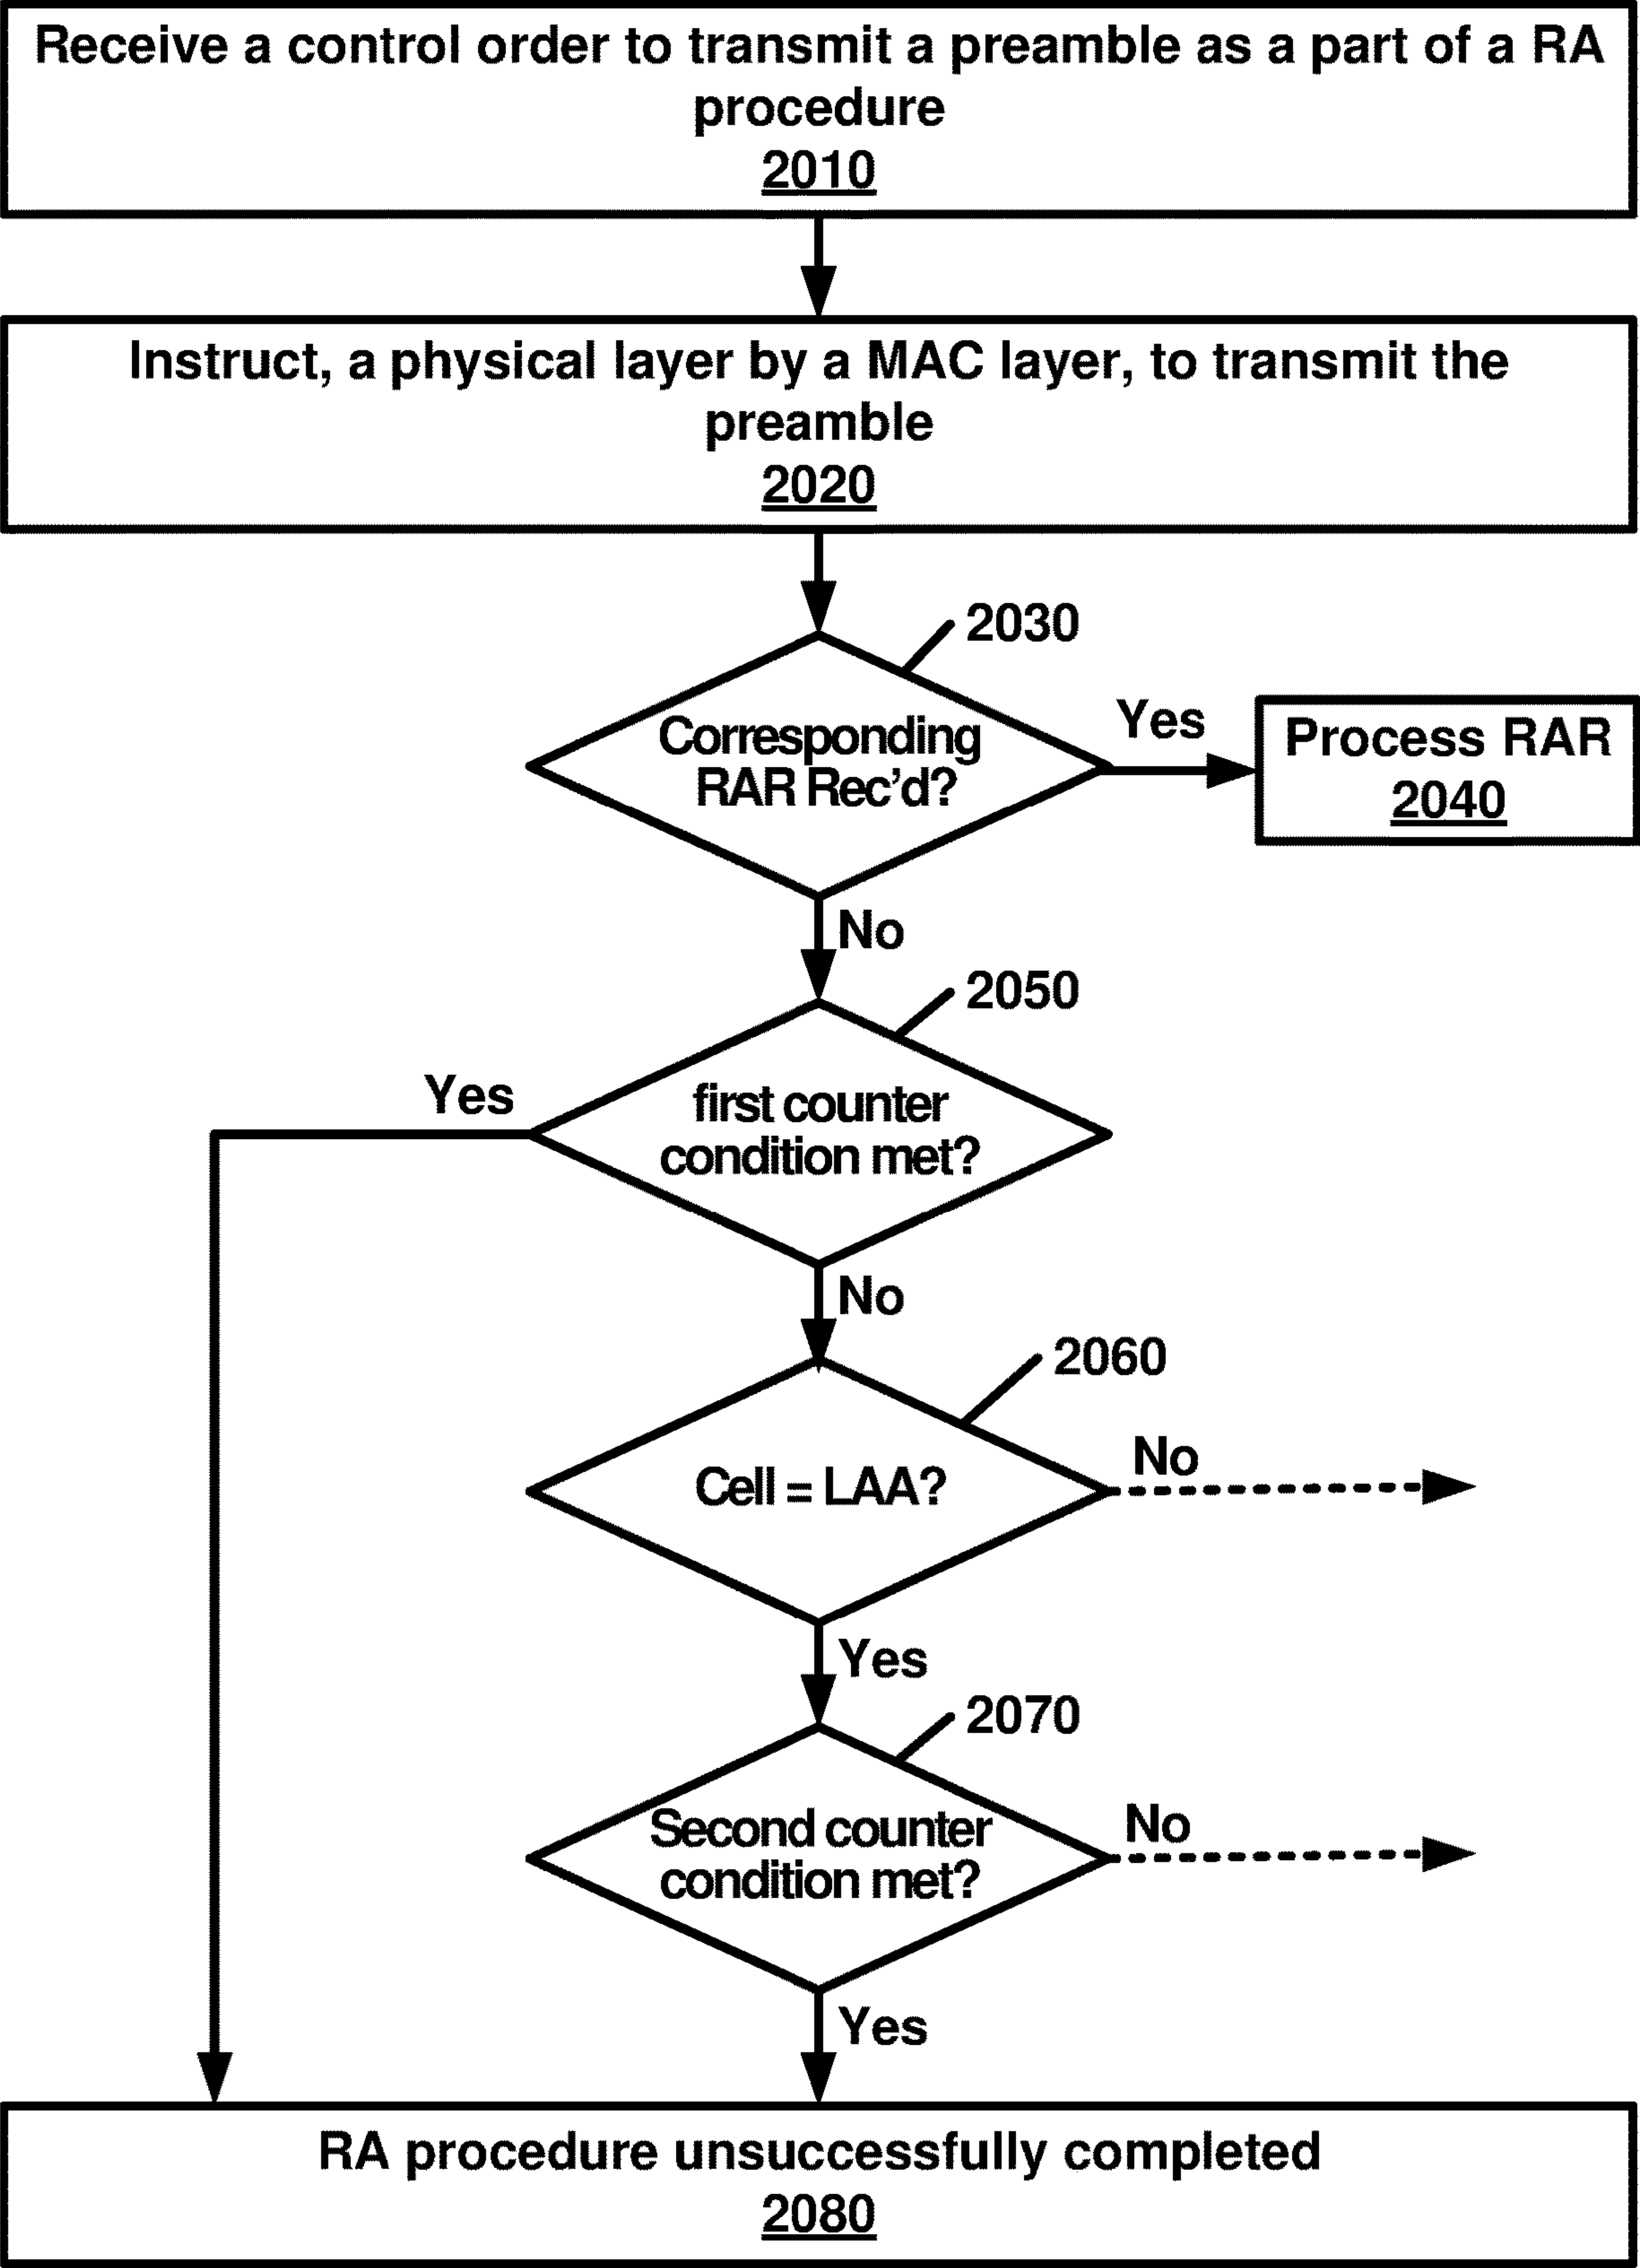 Receive a control order to transmit a preamble as a part of a RA
procedure
2010
Instruct, a physical layer by a MAC layer, to transmit the
preamble
2020
2030
Corresponding
RAR Rec’d?
Yes
Process RAR
2040
No
2050
first counter
condition met?
Yes
No
2060
Cell = LAA?
No
Yes
2070
Second counter
condition met?
No
Yes
RA procedure unsuccessfully completed
2080